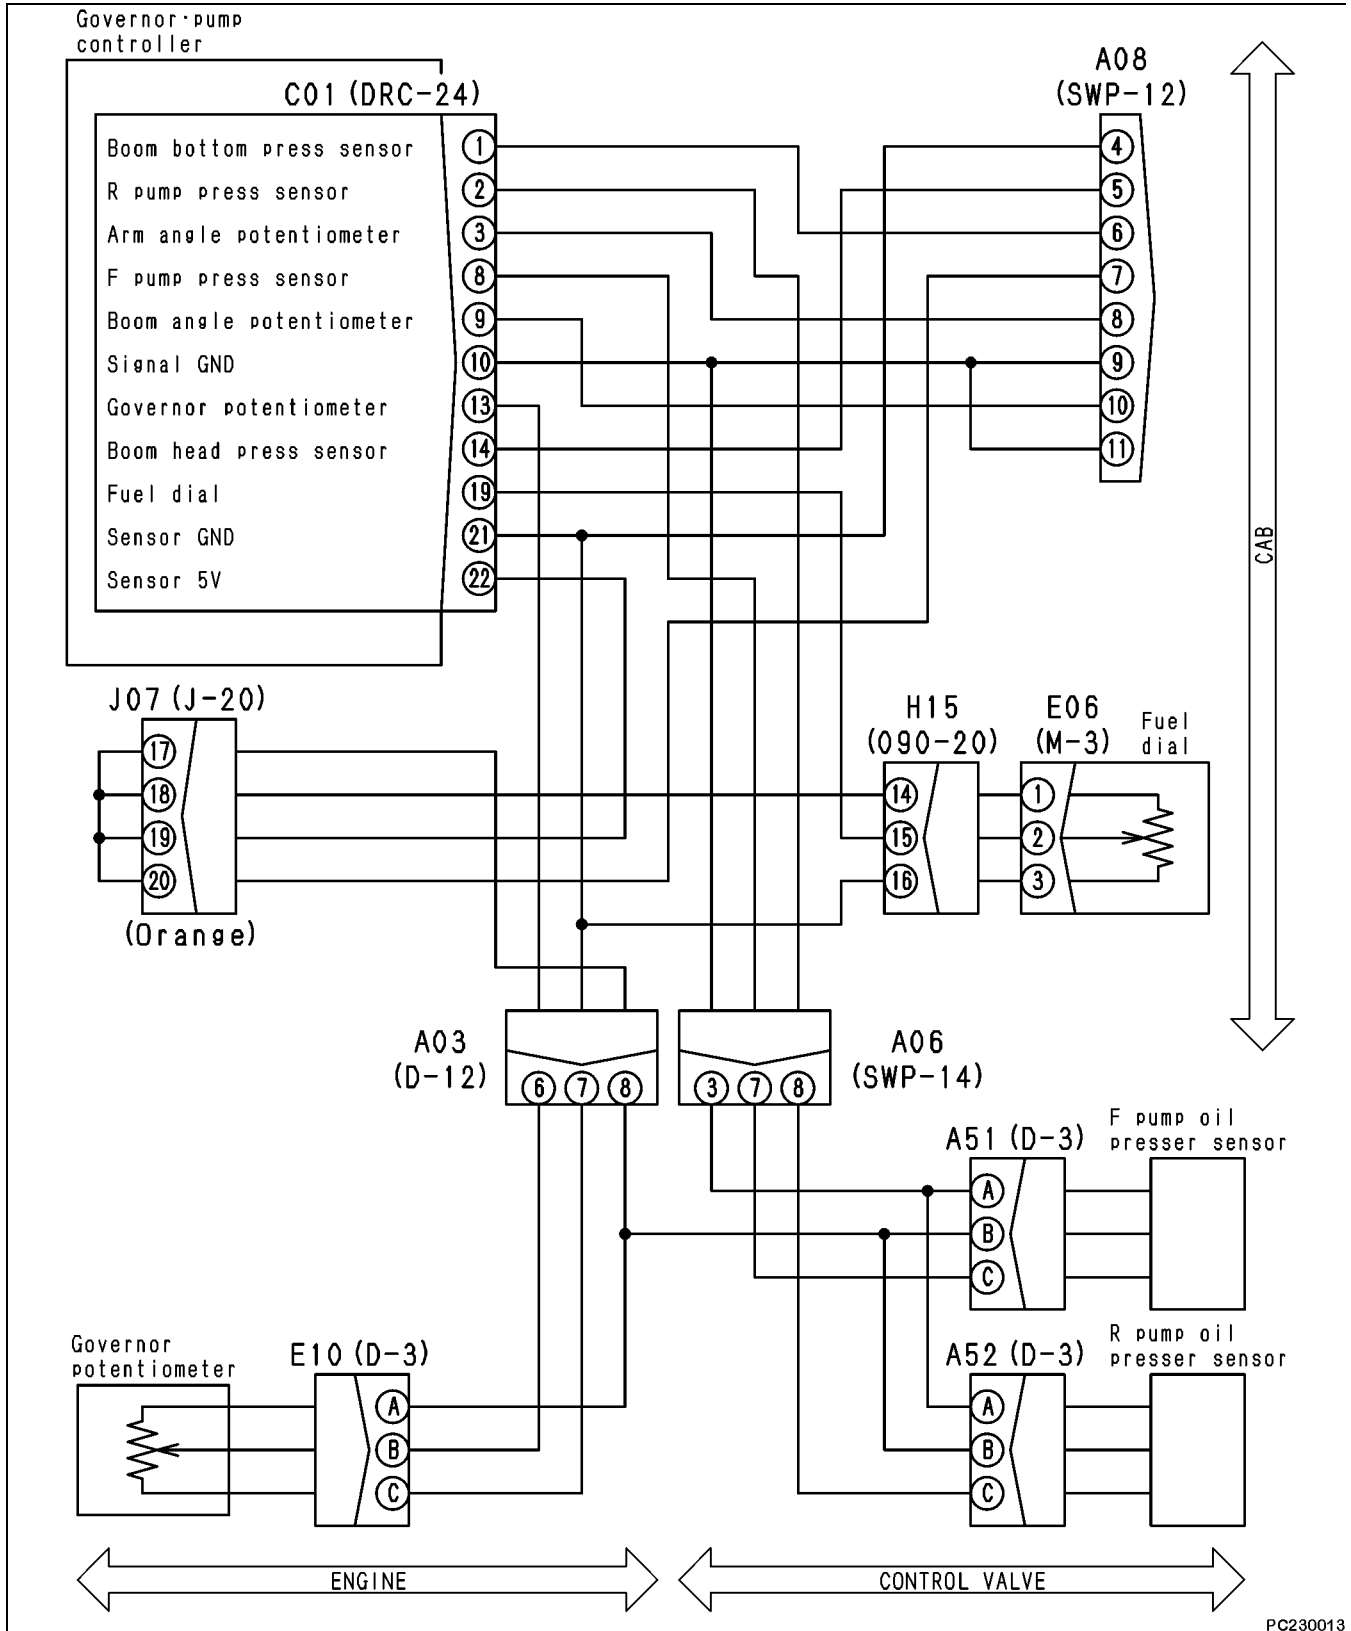 Governor·pump
controller
C01 (DRC-24)
Boom bottom press sensor 1
R pump press sensor 2
Arm angle potentiometer 3
F pump press sensor 8
Boom angle potentiometer 9
Signal GND 10
Governor potentiometer 13
Boom head press sensor 14
Fuel dial 19
Sensor GND 21
Sensor 5V 22
A08
(SWP-12)
4
5
6
7
8
9
10
11
CAB
J07 (J-20)
17
18
19
20
(Orange)
H15
(090-20)
14
15
16
E06
(M-3)
1
2
3
Fuel
dial
A03
(D-12)
6 7 8
A06
(SWP-14)
3 7 8
A51 (D-3)
A
B
C
F pump oil
presser sensor
A52 (D-3)
A
B
C
R pump oil
presser sensor
Governor
potentiometer
E10 (D-3)
A
B
C
ENGINE
CONTROL VALVE
PC230013